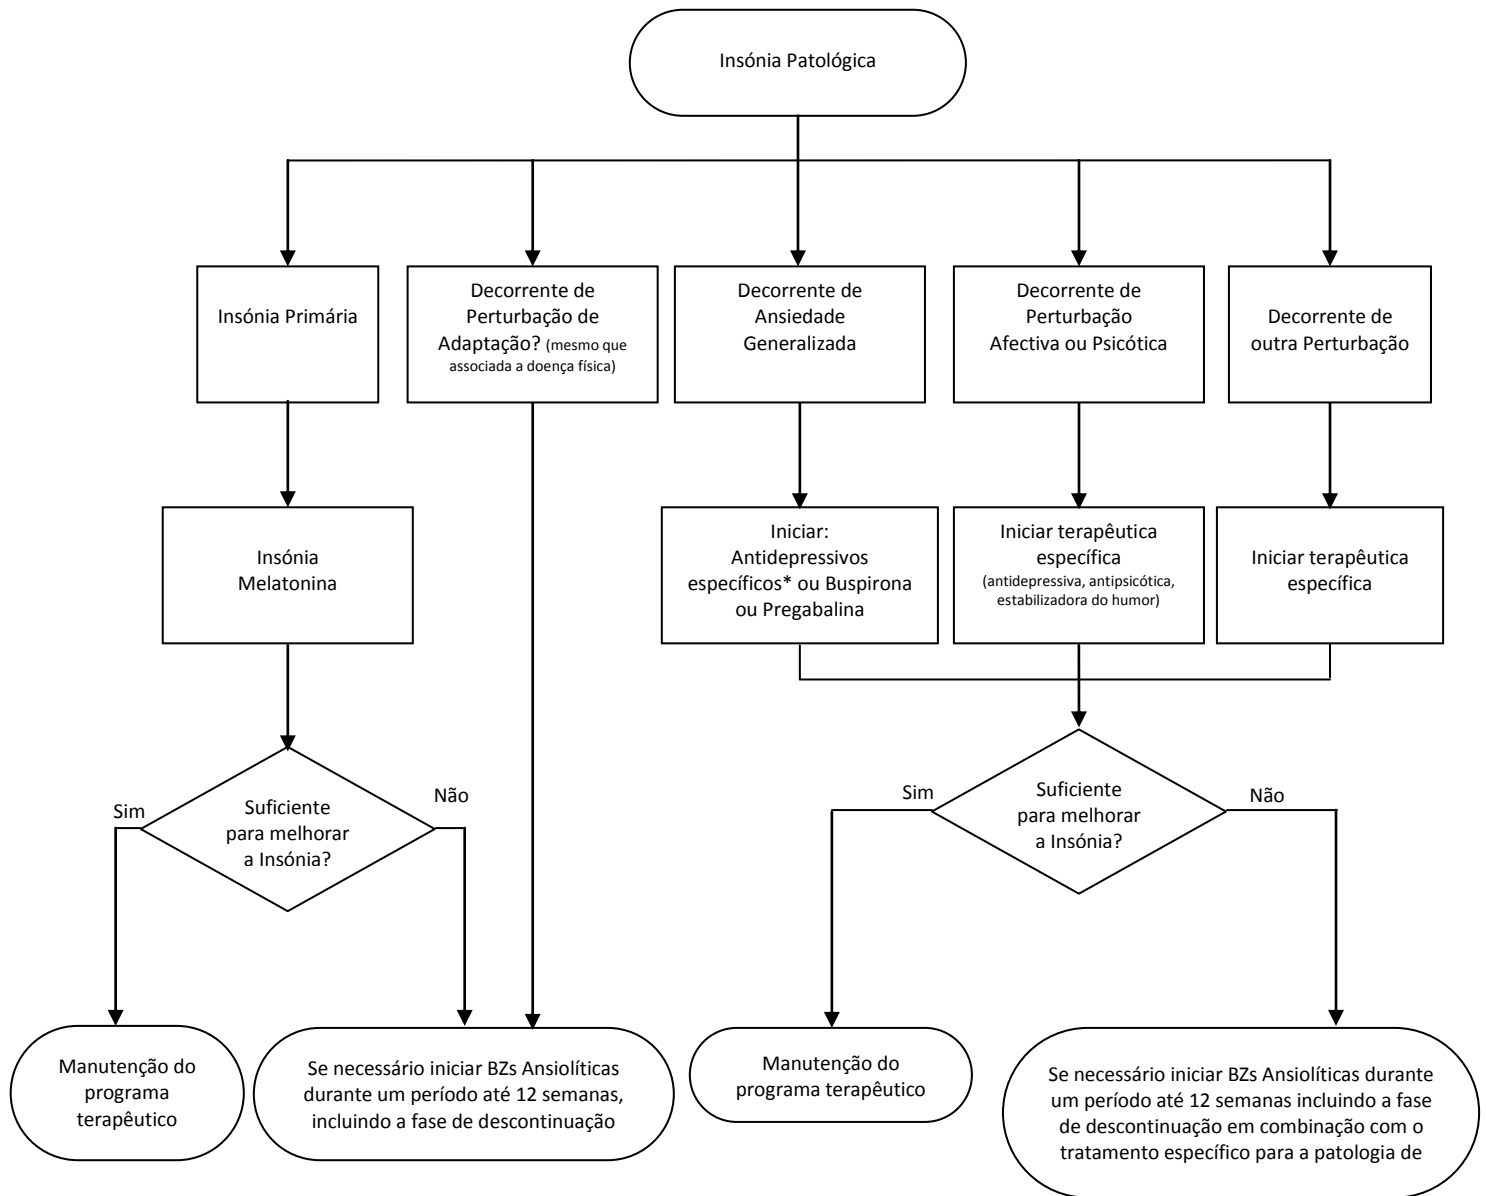 Insónia Patológica
Insónia Primária
Decorrente de
Perturbação de
Adaptação? (mesmo que
associada a doença física)
Decorrente de
Ansiedade
Generalizada
Decorrente de
Perturbação
Afectiva ou Psicótica
Decorrente de
outra Perturbação
Insónia
Melatonina
Iniciar:
Antidepressivos
específicos* ou Buspirona
ou Pregabalina
Iniciar terapêutica
específica
(antidepressiva, antipsicótica,
estabilizadora do humor)
Iniciar terapêutica
específica
Sim
Suficiente
para melhorar
a Insónia?
Não
Sim
Suficiente
para melhorar
a Insónia?
Não
Manutenção do
programa
terapêutico
Se necessário iniciar BZs Ansiolíticas
durante um período até 12 semanas,
incluindo a fase de descontinuação
Manutenção do
programa terapêutico
Se necessário iniciar BZs Ansiolíticas durante
um período até 12 semanas incluindo a fase
de descontinuação em combinação com o
tratamento específico para a patologia de